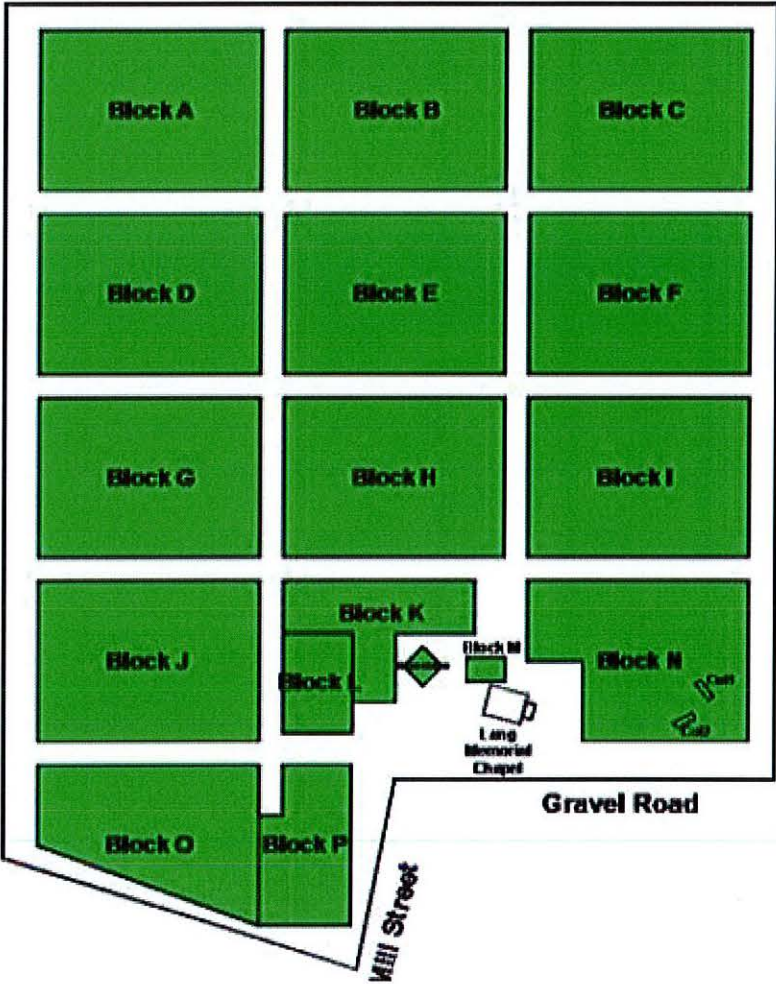 Block A
Block B
Block C
Block D
Block E
Block F
Block G
Block H
Block I
Block J
Block K
Block L
Block M
Block N
Lang
Memorial
Chapel
Gravel Road
Block O
Block P
Mill Street